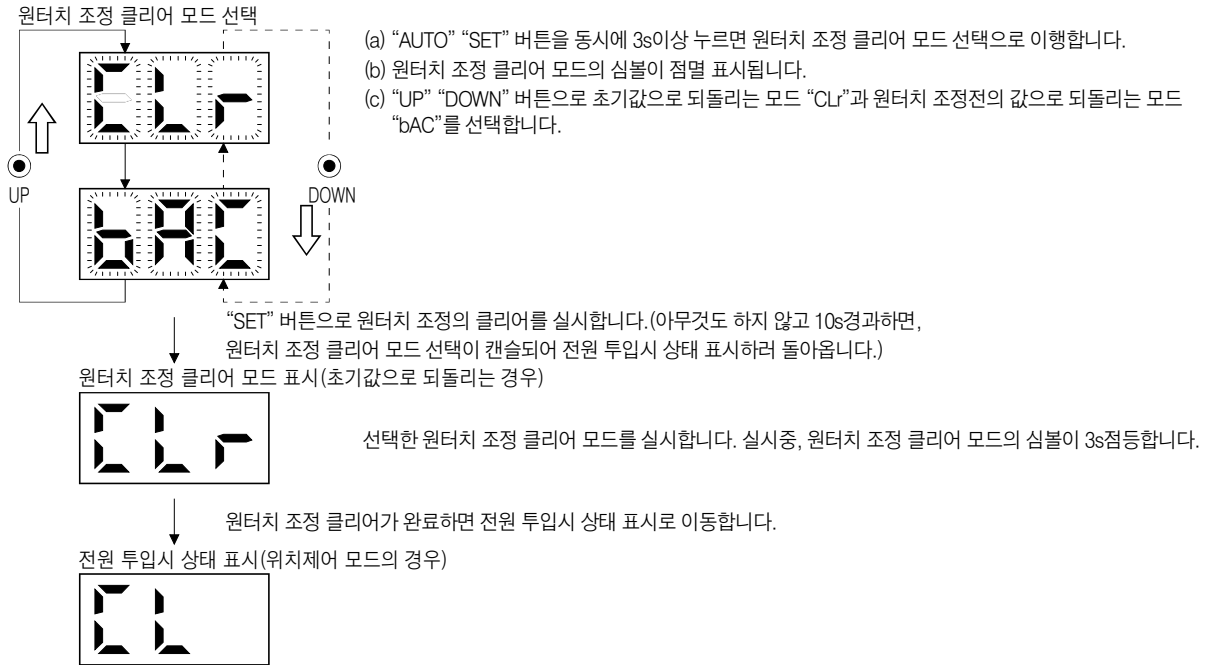 원터치 조정 클리어 모드 선택
(a) “AUTO” “SET” 버튼을 동시에 3s이상 누르면 원터치 조정 클리어 모드 선택으로 이행합니다.
CLr
(b) 원터치 조정 클리어 모드의 심볼이 점멸 표시됩니다.
(c) “UP” “DOWN” 버튼으로 초기값으로 되돌리는 모드 “CLr”과 원터치 조정전의 값으로 되돌리는 모드
“bAC”를 선택합니다.
UP
DOWN
bAC
“SET” 버튼으로 원터치 조정의 클리어를 실시합니다.(아무것도 하지 않고 10s경과하면,
원터치 조정 클리어 모드 선택이 캔슬되어 전원 투입시 상태 표시하러 돌아옵니다.)
원터치 조정 클리어 모드 표시(초기값으로 되돌리는 경우)
CLr
선택한 원터치 조정 클리어 모드를 실시합니다. 실시중, 원터치 조정 클리어 모드의 심볼이 3s점등합니다.
원터치 조정 클리어가 완료하면 전원 투입시 상태 표시로 이동합니다.
전원 투입시 상태 표시(위치제어 모드의 경우)
CL